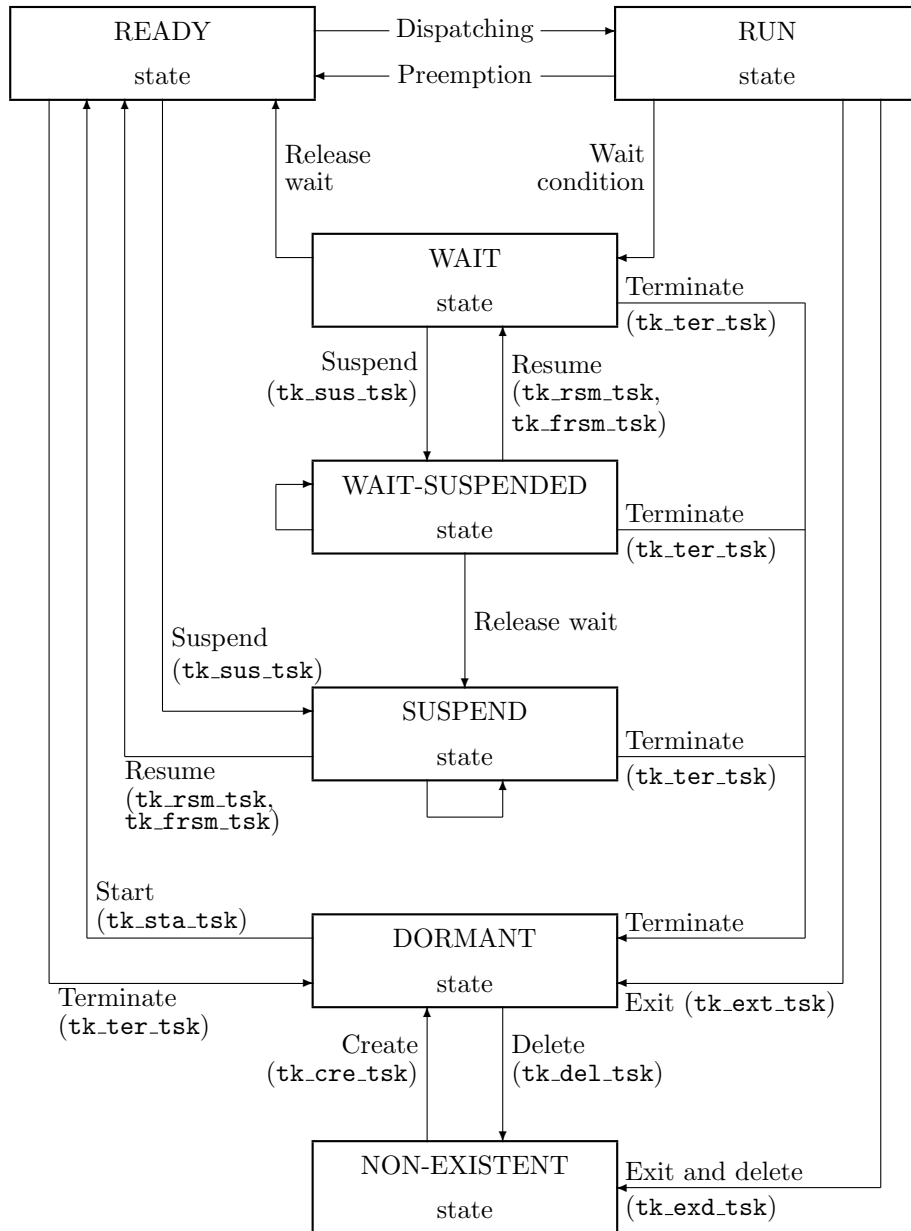 READY
state
Dispatching
Preemption
RUN
state
Release
wait
Wait
condition
WAIT
state
Terminate
(tk_ter_tsk)
Suspend
(tk_sus_tsk)
Resume
(tk_rsm_tsk,
tk_frsm_tsk)
WAIT-SUSPENDED
state
Terminate
(tk_ter_tsk)
Release wait
Suspend
(tk_sus_tsk)
SUSPEND
state
Terminate
(tk_ter_tsk)
Resume
(tk_rsm_tsk,
tk_frsm_tsk)
Start
(tk_sta_tsk)
DORMANT
state
Terminate
Exit (tk_ext_tsk)
Terminate
(tk_ter_tsk)
Create
(tk_cre_tsk)
Delete
(tk_del_tsk)
NON-EXISTENT
state
Exit and delete
(tk_exd_tsk)